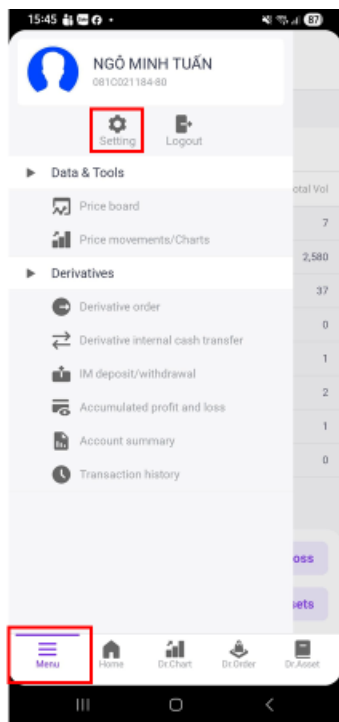 15:45
87
NGÔ MINH TUẤN
081C021184-80
Setting
Logout
Data & Tools
Price board
otal Vol
Price movements/Charts
7
2,580
Derivatives
37
Derivative order
0
Derivative internal cash transfer
1
IM deposit/withdrawal
2
Accumulated profit and loss
1
Account summary
0
Transaction history
oss
sets
Menu
Home
Dr.Chart
Dr.Order
Dr.Asset